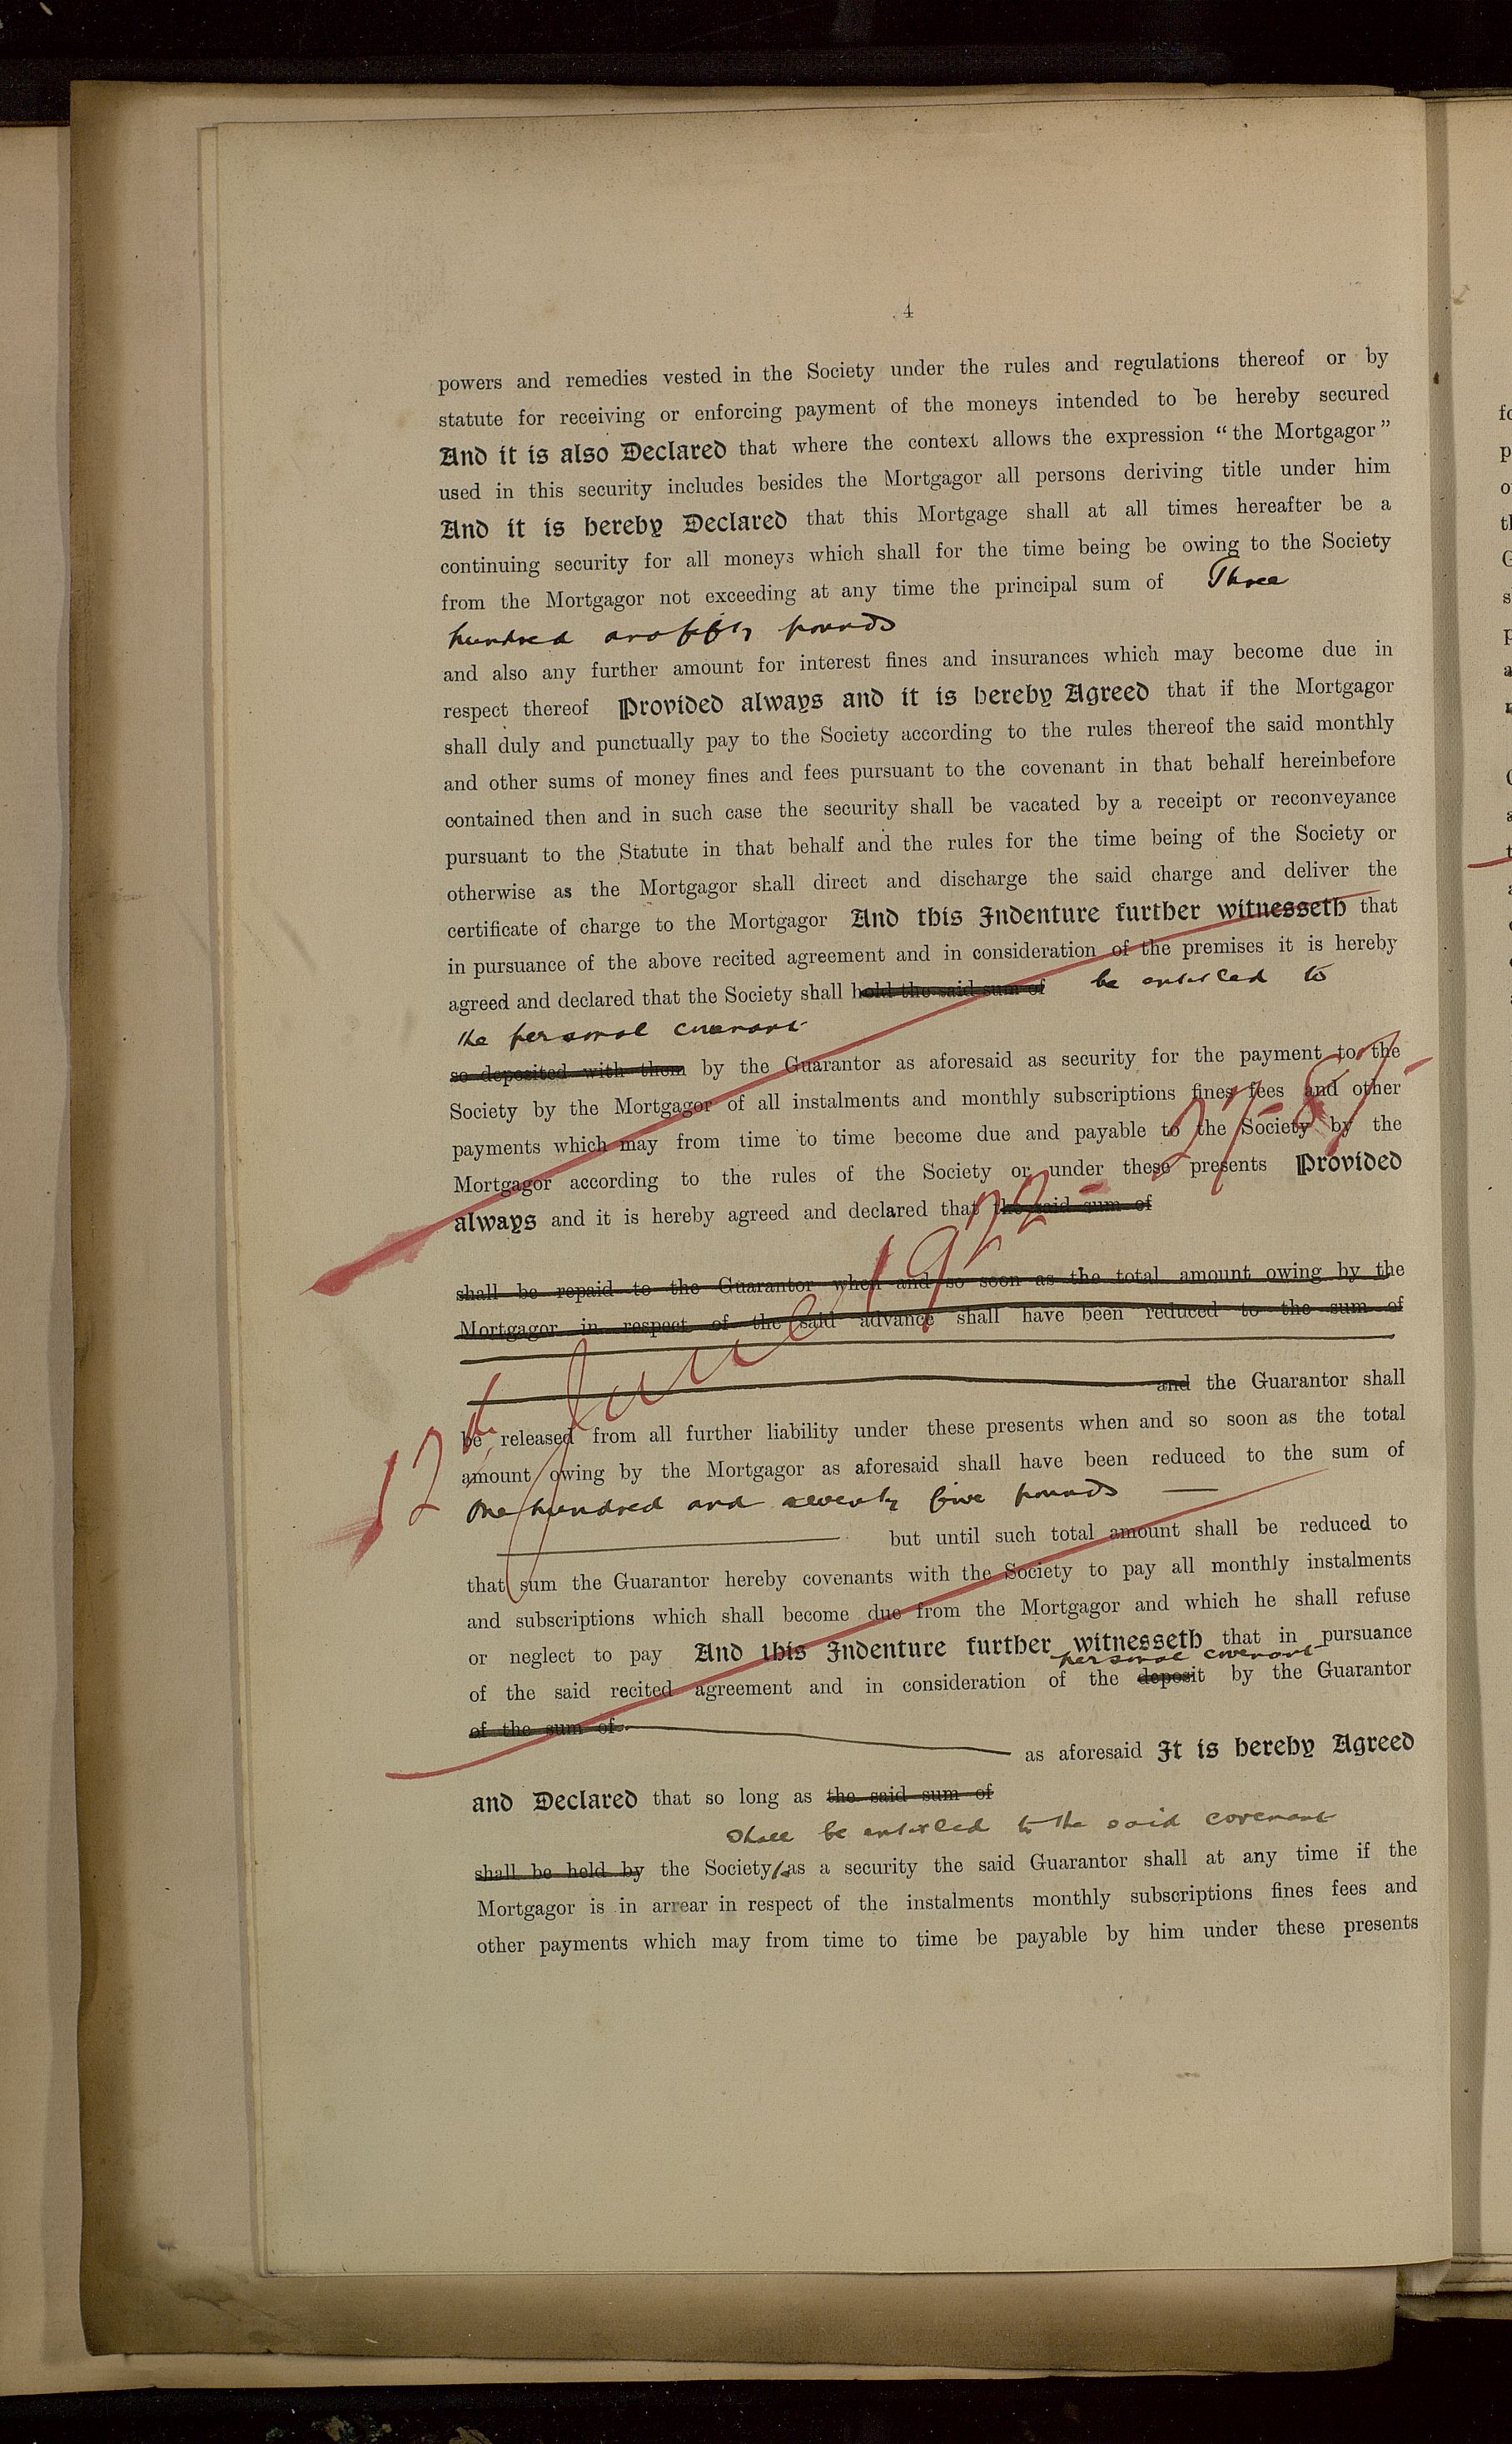 4
powers and remedies vested in the Society under the rules and regulations thereof or by
statute for receiving or enforcing payment of the moneys intended to be hereby secured
And it is also Declared that where the context allows the expression “the Mortgagor”
used in this security includes besides the Mortgagor all persons deriving title under him
And it is hereby Declared that this Mortgage shall at all times hereafter be a
continuing security for all moneys which shall for the time being be owing to the Society
from the Mortgagor not exceeding at any time the principal sum of Three
hundred and fifty pounds
and also any further amount for interest fines and insurances which may become due in
respect thereof Provided always and it is hereby Agreed that if the Mortgagor
shall duly and punctually pay to the Society according to the rules thereof the said monthly
and other sums of money fines and fees pursuant to the covenant in that behalf hereinbefore
contained then and in such case the security shall be vacated by a receipt or reconveyance
pursuant to the Statute in that behalf and the rules for the time being of the Society or
otherwise as the Mortgagor shall direct and discharge the said charge and deliver the
certificate of charge to the Mortgagor And this Indenture further witnesseth that
in pursuance of the above recited agreement and in consideration of the premises it is hereby
agreed and declared that the Society shall hold the said sum of be entitled to
the personal covenant
so deposited with them by the Guarantor as aforesaid as security for the payment to the
Society by the Mortgagor of all instalments and monthly subscriptions fines fees and other
payments which may from time to time become due and payable to the Society by the
Mortgagor according to the rules of the Society or under these presents Provided
always and it is hereby agreed and declared that the said sum of
shall be repaid to the Guarantor when and so soon as the total amount owing by the
Mortgagor in respect of the said advance shall have been reduced to the sum of
and the Guarantor shall
be released from all further liability under these presents when and so soon as the total
amount owing by the Mortgagor as aforesaid shall have been reduced to the sum of
One hundred and seventy five pounds
but until such total amount shall be reduced to
that sum the Guarantor hereby covenants with the Society to pay all monthly instalments
and subscriptions which shall become due from the Mortgagor and which he shall refuse
or neglect to pay And this Indenture further witnesseth that in pursuance
personal covenant
of the said recited agreement and in consideration of the deposit by the Guarantor
of the sum of
as aforesaid It is hereby Agreed
and Declared that so long as the said sum of
shall be entitled to the said covenant
shall be held by the Society as a security the said Guarantor shall at any time if the
Mortgagor is in arrear in respect of the instalments monthly subscriptions fines fees and
other payments which may from time to time be payable by him under these presents
12th June 19